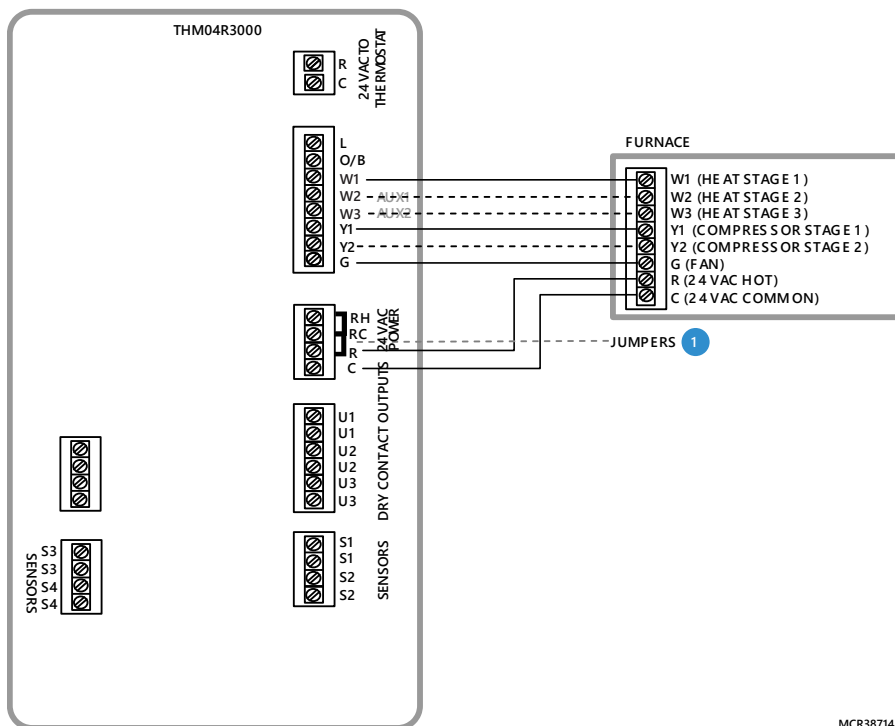 THM04R3000
R
C
24 VAC TO
THERMOSTAT
L
O/B
W1
W2 AUX1
W3 AUX2
Y1
Y2
G
RH
RC
R
C
24 VAC
POWER
U1
U1
U2
U2
U3
U3
DRY CONTACT OUTPUTS
S1
S1
S2
S2
SENSORS
S3
S3
S4
S4
SENSORS
FURNACE
W1 (HEAT STAGE 1)
W2 (HEAT STAGE 2)
W3 (HEAT STAGE 3)
Y1 (COMPRESSOR STAGE 1)
Y2 (COMPRESSOR STAGE 2)
G (FAN)
R (24 VAC HOT)
C (24 VAC COMMON)
JUMPERS 1
MCR38714